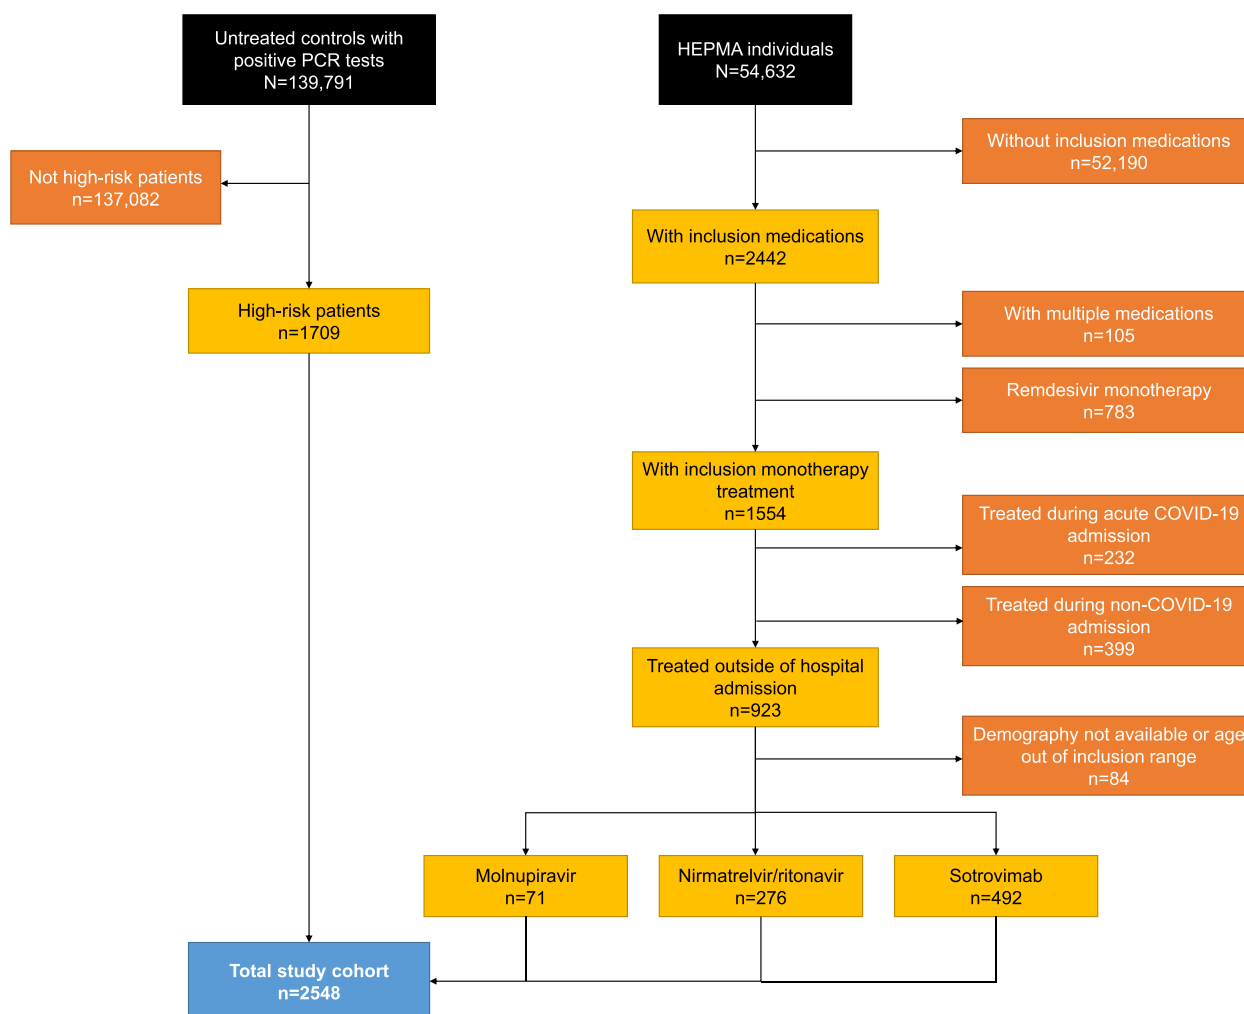 Untreated controls with
positive PCR tests
N=139,791
HEPMA individuals
N=54,632
Without inclusion medications
n=52,190
Not high-risk patients
n=137,082
With inclusion medications
n=2442
High-risk patients
n=1709
With multiple medications
n=105
Remdesivir monotherapy
n=783
With inclusion monotherapy
treatment
n=1554
Treated during acute COVID-19
admission
n=232
Treated during non-COVID-19
admission
n=399
Treated outside of hospital
admission
n=923
Demography not available or age
out of inclusion range
n=84
Molnupiravir
n=71
Nirmatrelvir/ritonavir
n=276
Sotrovimab
n=492
Total study cohort
n=2548